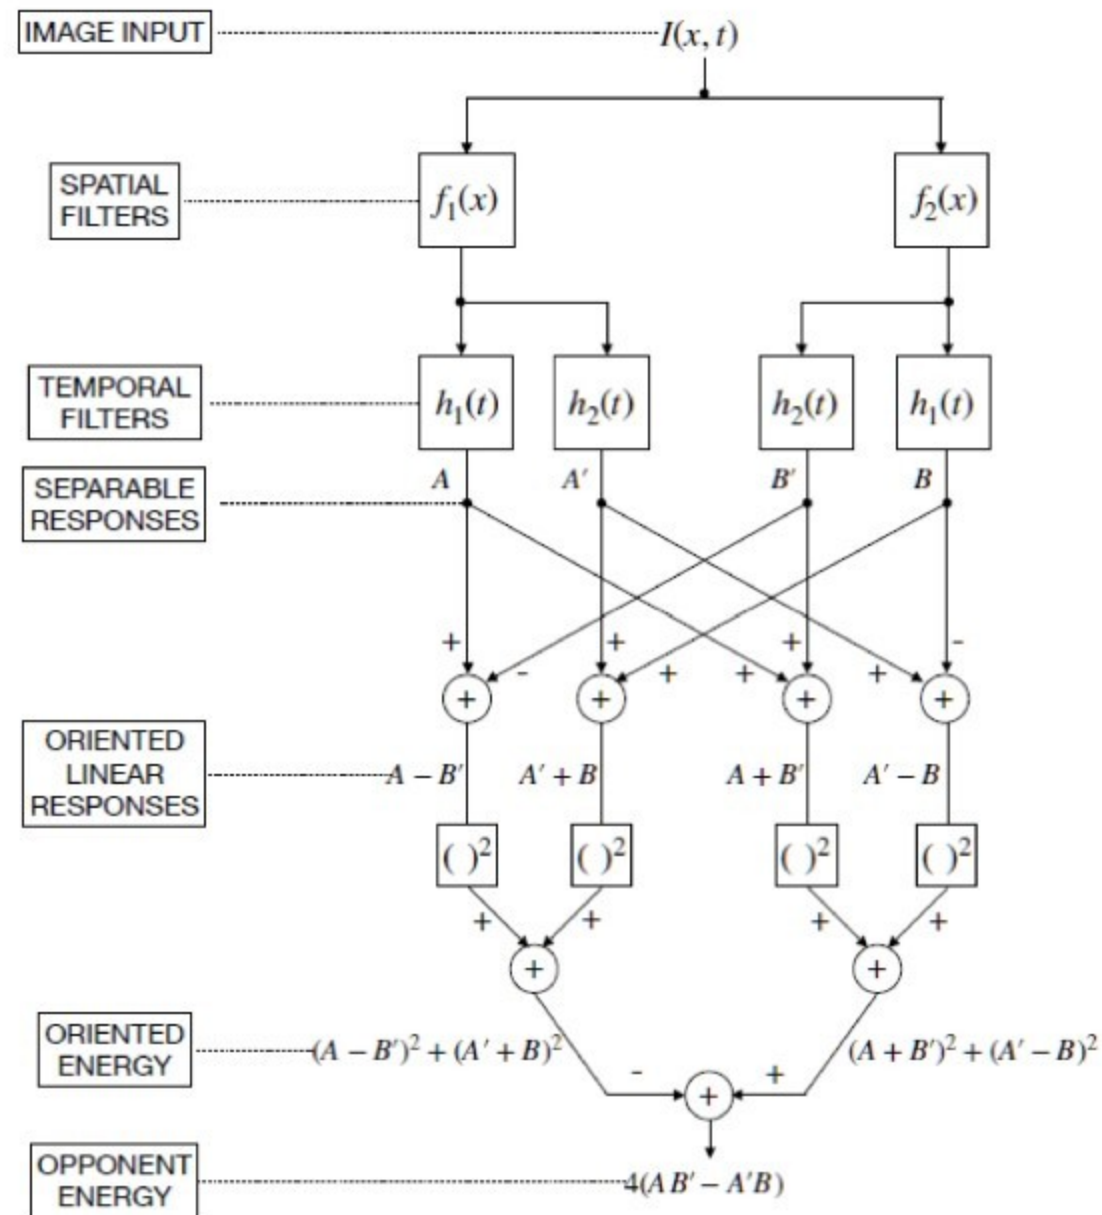 IMAGE INPUT
I(x, t)
SPATIAL
FILTERS
f₁(x)
f₂(x)
TEMPORAL
FILTERS
h₁(t)
h₂(t)
h₂(t)
h₁(t)
A
A′
B′
B
SEPARABLE
RESPONSES
+
-
+
+
+
+
+
-
+
+
+
+
ORIENTED
LINEAR
RESPONSES
A − B′
A′ + B
A + B′
A′ − B
( )²
( )²
( )²
( )²
+
+
+
+
+
+
ORIENTED
ENERGY
(A − B′)² + (A′ + B)²
(A + B′)² + (A′ − B)²
-
+
+
OPPONENT
ENERGY
4(AB′ − A′B)